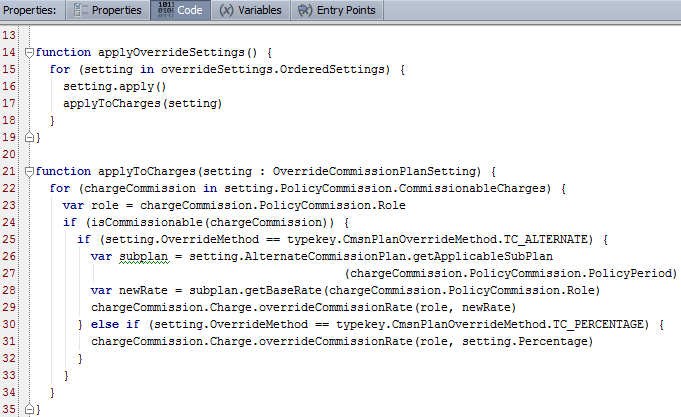 Properties: Properties Code Variables Entry Points
13
14 function applyOverrideSettings() {
15 for (setting in overrideSettings.OrderedSettings) {
16 setting.apply()
17 applyToCharges(setting)
18 }
19 }
20
21 function applyToCharges(setting : OverrideCommissionPlanSetting) {
22 for (chargeCommission in setting.PolicyCommission.CommissionableCharges) {
23 var role = chargeCommission.PolicyCommission.Role
24 if (isCommissionable(chargeCommission)) {
25 if (setting.OverrideMethod == typekey.CmsnPlanOverrideMethod.TC_ALTERNATE) {
26 var subplan = setting.AlternateCommissionPlan.getApplicableSubPlan
27 (chargeCommission.PolicyCommission.PolicyPeriod)
28 var newRate = subplan.getBaseRate(chargeCommission.PolicyCommission.Role)
29 chargeCommission.Charge.overrideCommissionRate(role, newRate)
30 } else if (setting.OverrideMethod == typekey.CmsnPlanOverrideMethod.TC_PERCENTAGE) {
31 chargeCommission.Charge.overrideCommissionRate(role, setting.Percentage)
32 }
33 }
34 }
35 }